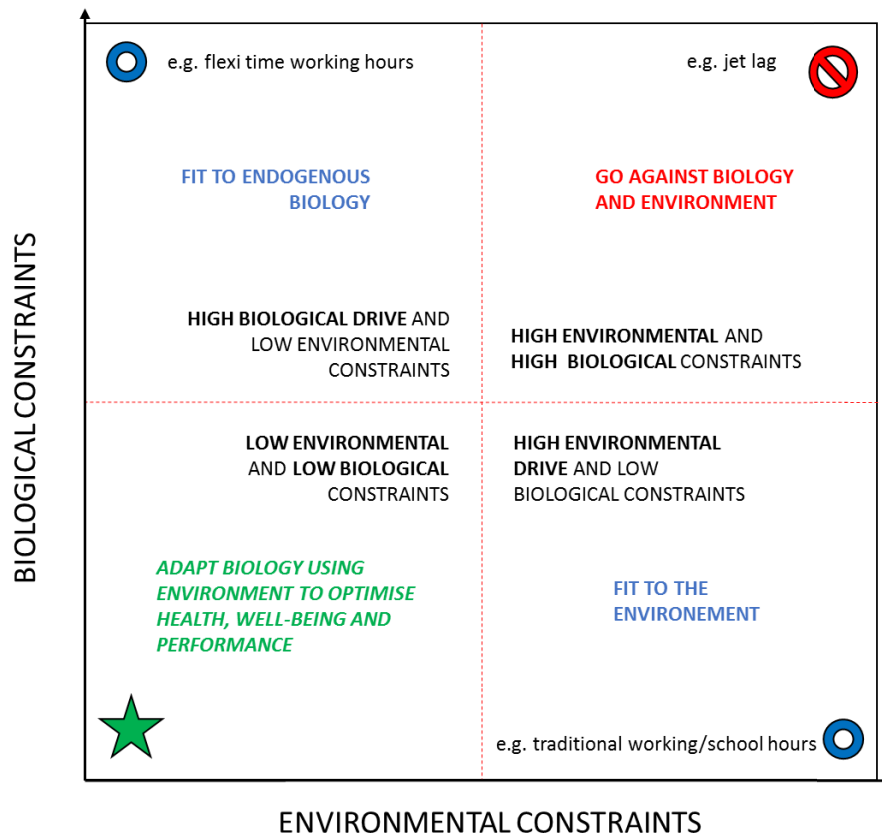 e.g. flexi time working hours
e.g. jet lag
FIT TO ENDOGENOUS
BIOLOGY
GO AGAINST BIOLOGY
AND ENVIRONMENT
HIGH BIOLOGICAL DRIVE AND
LOW ENVIRONMENTAL
CONSTRAINTS
HIGH ENVIRONMENTAL AND
HIGH BIOLOGICAL CONSTRAINTS
BIOLOGICAL CONSTRAINTS
LOW ENVIRONMENTAL
AND LOW BIOLOGICAL
CONSTRAINTS
HIGH ENVIRONMENTAL
DRIVE AND LOW
BIOLOGICAL CONSTRAINTS
ADAPT BIOLOGY USING
ENVIRONMENT TO OPTIMISE
HEALTH, WELL-BEING AND
PERFORMANCE
FIT TO THE
ENVIRONEMENT
e.g. traditional working/school hours
ENVIRONMENTAL CONSTRAINTS